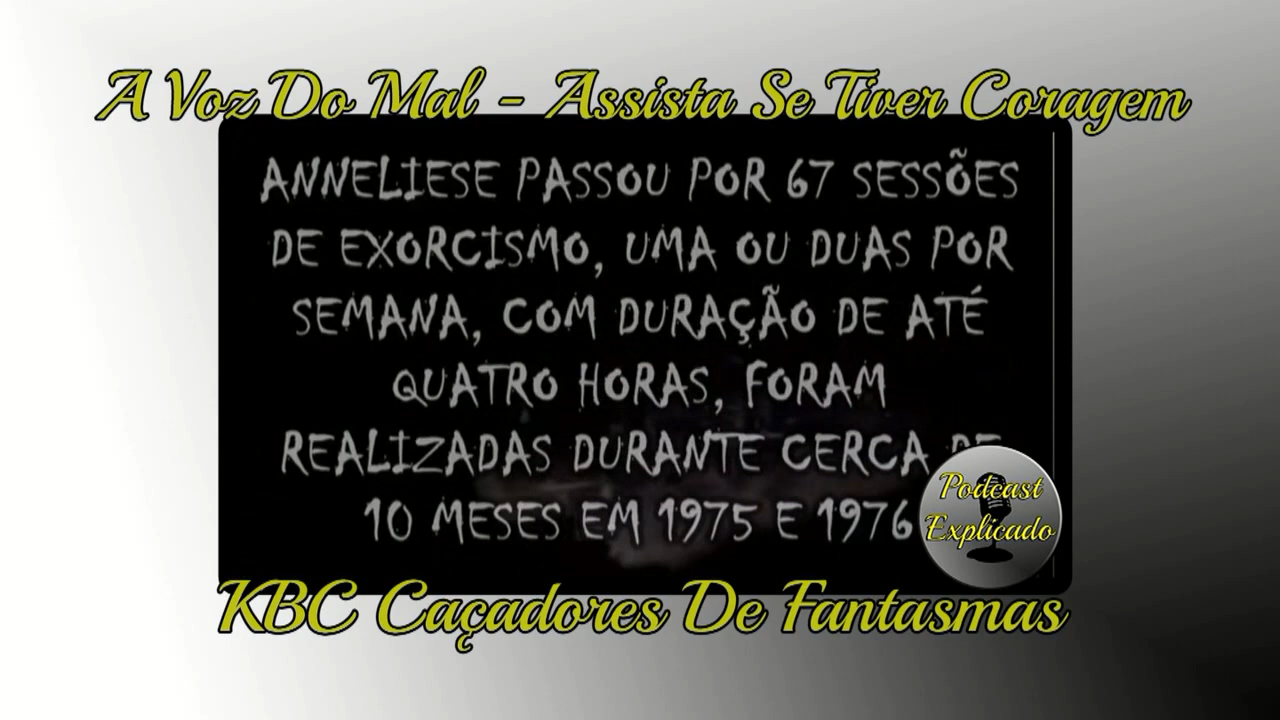 A Voz Do Mal - Assista Se Tiver Coragem
ANNELIESE PASSOU POR 67 SESSÕES
DE EXORCISMO, UMA OU DUAS POR
SEMANA, COM DURAÇÃO DE ATÉ
QUATRO HORAS, FORAM
REALIZADAS DURANTE CERCA DE
10 MESES EM 1975 E 1976
Podcast
Explicado
KBC Caçadores De Fantasmas